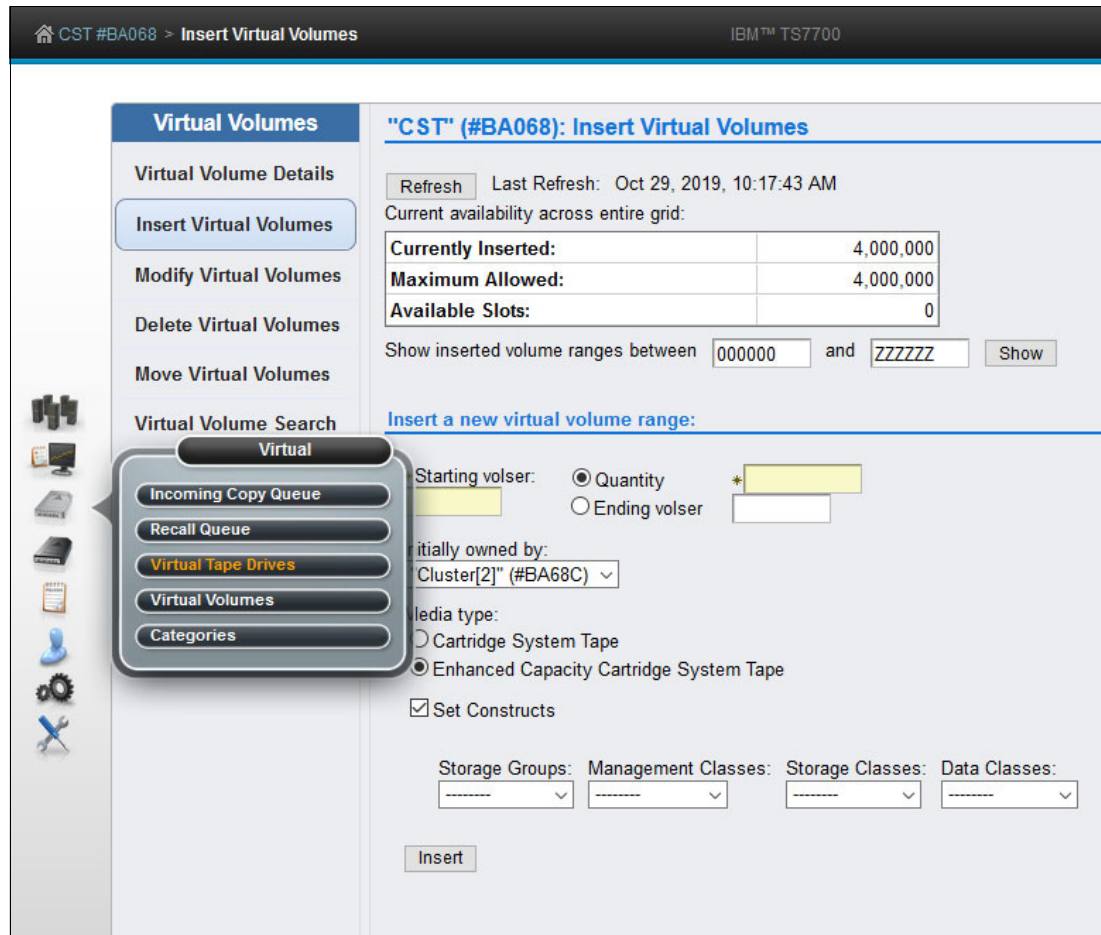 CST #BA068 > Insert Virtual Volumes IBM™ TS7700
Virtual Volumes
Virtual Volume Details
Insert Virtual Volumes
Modify Virtual Volumes
Delete Virtual Volumes
Move Virtual Volumes
Virtual Volume Search
Virtual
Incoming Copy Queue
Recall Queue
Virtual Tape Drives
Virtual Volumes
Categories
"CST" (#BA068): Insert Virtual Volumes
Refresh Last Refresh: Oct 29, 2019, 10:17:43 AM
Current availability across entire grid:
Currently Inserted: 4,000,000
Maximum Allowed: 4,000,000
Available Slots: 0
Show inserted volume ranges between 000000 and ZZZZZZ Show
Insert a new virtual volume range:
Starting volser: Quantity *
Ending volser
itially owned by:
"Cluster[2]" (#BA68C)
Media type:
Cartridge System Tape
Enhanced Capacity Cartridge System Tape
Set Constructs
Storage Groups: Management Classes: Storage Classes: Data Classes:
-------- -------- -------- --------
Insert